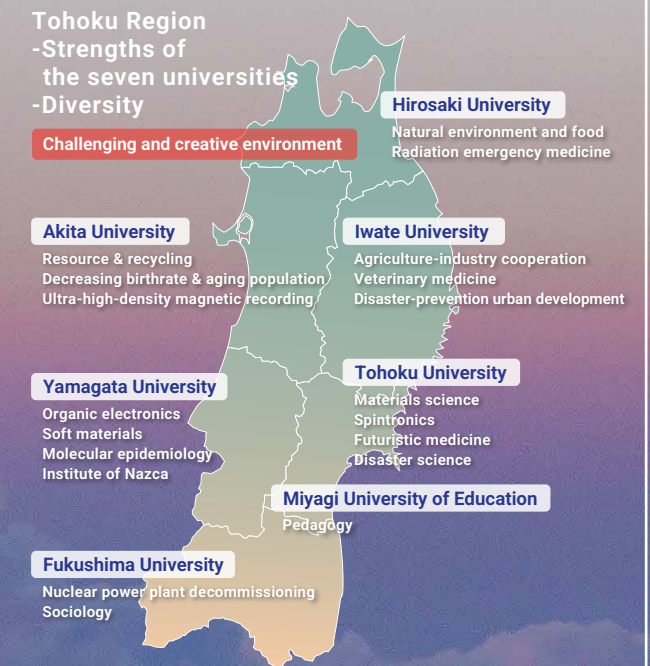 Tohoku Region
-Strengths of
the seven universities
-Diversity
Challenging and creative environment
Hirosaki University
Natural environment and food
Radiation emergency medicine
Akita University
Resource & recycling
Decreasing birthrate & aging population
Ultra-high-density magnetic recording
Iwate University
Agriculture-industry cooperation
Veterinary medicine
Disaster-prevention urban development
Yamagata University
Organic electronics
Soft materials
Molecular epidemiology
Institute of Nazca
Tohoku University
Materials science
Spintronics
Futuristic medicine
Disaster science
Miyagi University of Education
Pedagogy
Fukushima University
Nuclear power plant decommissioning
Sociology